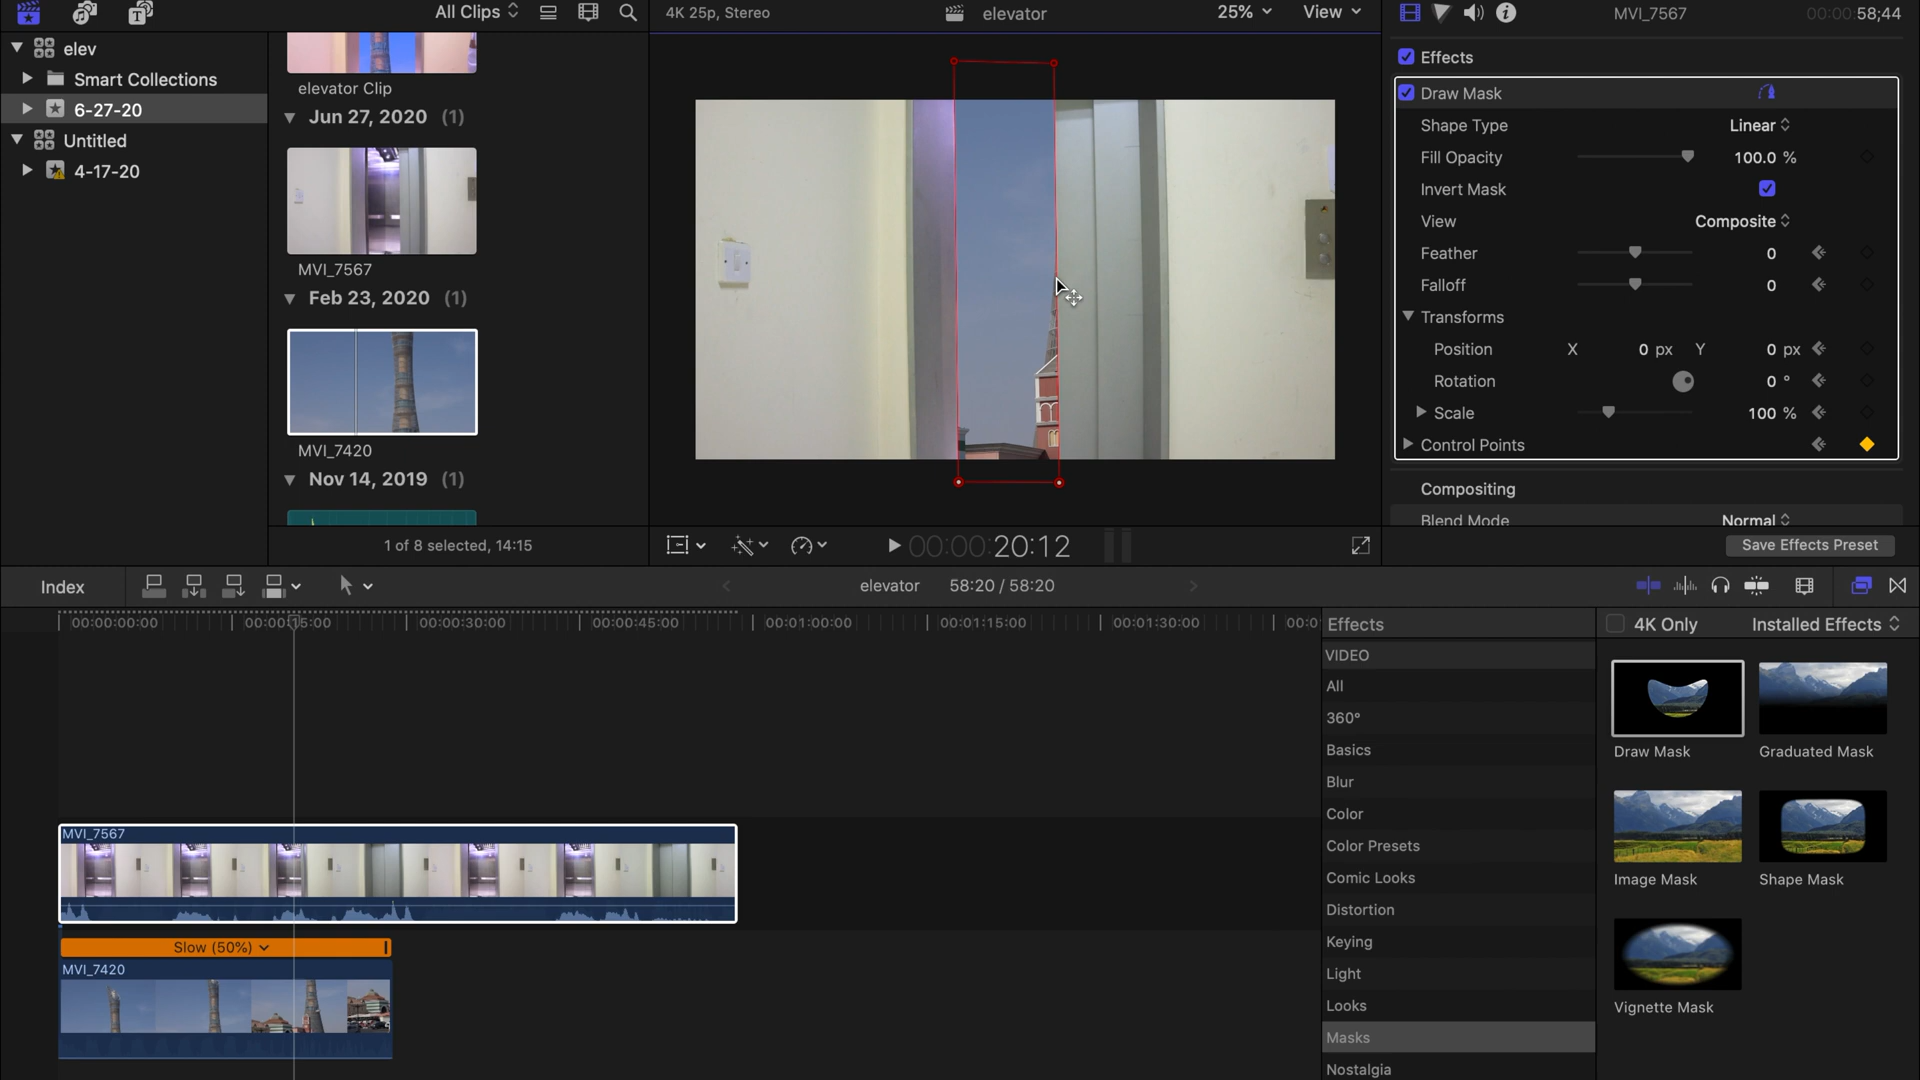 All Clips
4K 25p, Stereo
elevator
25%
View
MVI_7567
00:00:58;44
elev
Smart Collections
6-27-20
Untitled
4-17-20
elevator Clip
Jun 27, 2020 (1)
MVI_7567
Feb 23, 2020 (1)
MVI_7420
Nov 14, 2019 (1)
1 of 8 selected, 14:15
00:00:20:12
Effects
Draw Mask
Shape Type Linear
Fill Opacity 100.0 %
Invert Mask
View Composite
Feather 0
Falloff 0
Transforms
Position X 0 px Y 0 px
Rotation 0 °
Scale 100 %
Control Points
Compositing
Blend Mode Normal
Save Effects Preset
Index
elevator 58:20 / 58:20
00:00:00:00
00:00:15:00
00:00:30:00
00:00:45:00
00:01:00:00
00:01:15:00
00:01:30:00
MVI_7567
Slow (50%)
MVI_7420
Effects
4K Only
Installed Effects
VIDEO
All
360°
Basics
Blur
Color
Color Presets
Comic Looks
Distortion
Keying
Light
Looks
Masks
Nostalgia
Draw Mask
Graduated Mask
Image Mask
Shape Mask
Vignette Mask